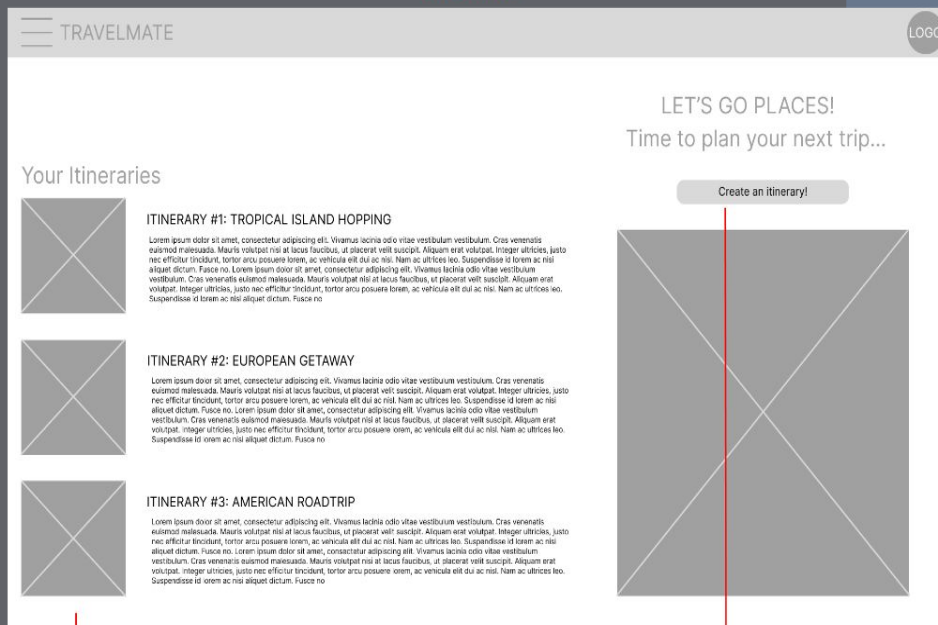 TRAVELMATE
LOGO
LET'S GO PLACES!
Time to plan your next trip...
Create an itinerary!
Your Itineraries
ITINERARY #1: TROPICAL ISLAND HOPPING
Lorem ipsum dolor sit amet, consectetur adipiscing elit. Vivamus lacinia odio vitae vestibulum vestibulum. Cras venenatis
euismod malesuada. Mauris volutpat nisi at lacus faucibus, ut placerat velit suscipit. Aliquam erat volutpat. Integer ultricies, justo
nec efficitur tincidunt, tortor arcu posuere lorem, ac vehicula elit dui ac nisi. Nam ac ultrices leo. Suspendisse id lorem ac nisi
aliquet dictum. Fusce no. Lorem ipsum dolor sit amet, consectetur adipiscing elit. Vivamus lacinia odio vitae vestibulum
vestibulum. Cras venenatis euismod malesuada. Mauris volutpat nisi at lacus faucibus, ut placerat velit suscipit. Aliquam erat
volutpat. Integer ultricies, justo nec efficitur tincidunt, tortor arcu posuere lorem, ac vehicula elit dui ac nisi. Nam ac ultrices leo.
Suspendisse id lorem ac nisi aliquet dictum. Fusce no
ITINERARY #2: EUROPEAN GETAWAY
Lorem ipsum dolor sit amet, consectetur adipiscing elit. Vivamus lacinia odio vitae vestibulum vestibulum. Cras venenatis
euismod malesuada. Mauris volutpat nisi at lacus faucibus, ut placerat velit suscipit. Aliquam erat volutpat. Integer ultricies, justo
nec efficitur tincidunt, tortor arcu posuere lorem, ac vehicula elit dui ac nisi. Nam ac ultrices leo. Suspendisse id lorem ac nisi
aliquet dictum. Fusce no. Lorem ipsum dolor sit amet, consectetur adipiscing elit. Vivamus lacinia odio vitae vestibulum
vestibulum. Cras venenatis euismod malesuada. Mauris volutpat nisi at lacus faucibus, ut placerat velit suscipit. Aliquam erat
volutpat. Integer ultricies, justo nec efficitur tincidunt, tortor arcu posuere lorem, ac vehicula elit dui ac nisi. Nam ac ultrices leo.
Suspendisse id lorem ac nisi aliquet dictum. Fusce no
ITINERARY #3: AMERICAN ROADTRIP
Lorem ipsum dolor sit amet, consectetur adipiscing elit. Vivamus lacinia odio vitae vestibulum vestibulum. Cras venenatis
euismod malesuada. Mauris volutpat nisi at lacus faucibus, ut placerat velit suscipit. Aliquam erat volutpat. Integer ultricies, justo
nec efficitur tincidunt, tortor arcu posuere lorem, ac vehicula elit dui ac nisi. Nam ac ultrices leo. Suspendisse id lorem ac nisi
aliquet dictum. Fusce no. Lorem ipsum dolor sit amet, consectetur adipiscing elit. Vivamus lacinia odio vitae vestibulum
vestibulum. Cras venenatis euismod malesuada. Mauris volutpat nisi at lacus faucibus, ut placerat velit suscipit. Aliquam erat
volutpat. Integer ultricies, justo nec efficitur tincidunt, tortor arcu posuere lorem, ac vehicula elit dui ac nisi. Nam ac ultrices leo.
Suspendisse id lorem ac nisi aliquet dictum. Fusce no